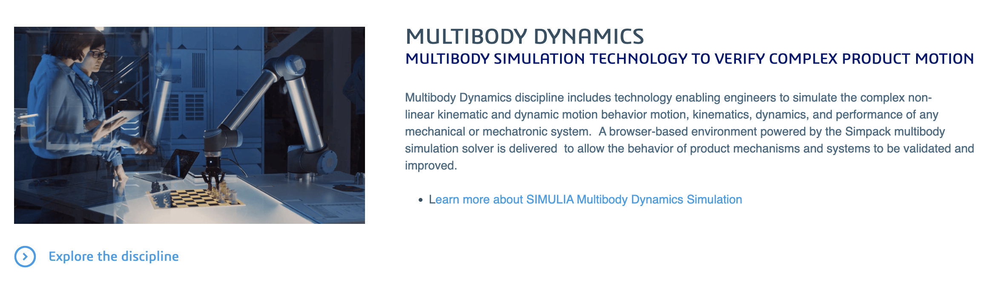 MULTIBODY DYNAMICS
MULTIBODY SIMULATION TECHNOLOGY TO VERIFY COMPLEX PRODUCT MOTION
Multibody Dynamics discipline includes technology enabling engineers to simulate the complex non-
linear kinematic and dynamic motion behavior motion, kinematics, dynamics, and performance of any
mechanical or mechatronic system.  A browser-based environment powered by the Simpack multibody
simulation solver is delivered  to allow the behavior of product mechanisms and systems to be validated and
improved.
• Learn more about SIMULIA Multibody Dynamics Simulation
Explore the discipline